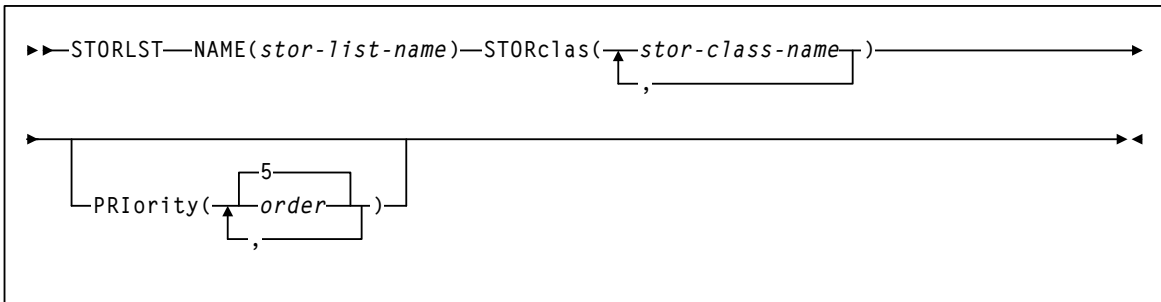 STORLST NAME(stor-list-name) STORclas( stor-class-name )
,
5
PRIority( order )
,